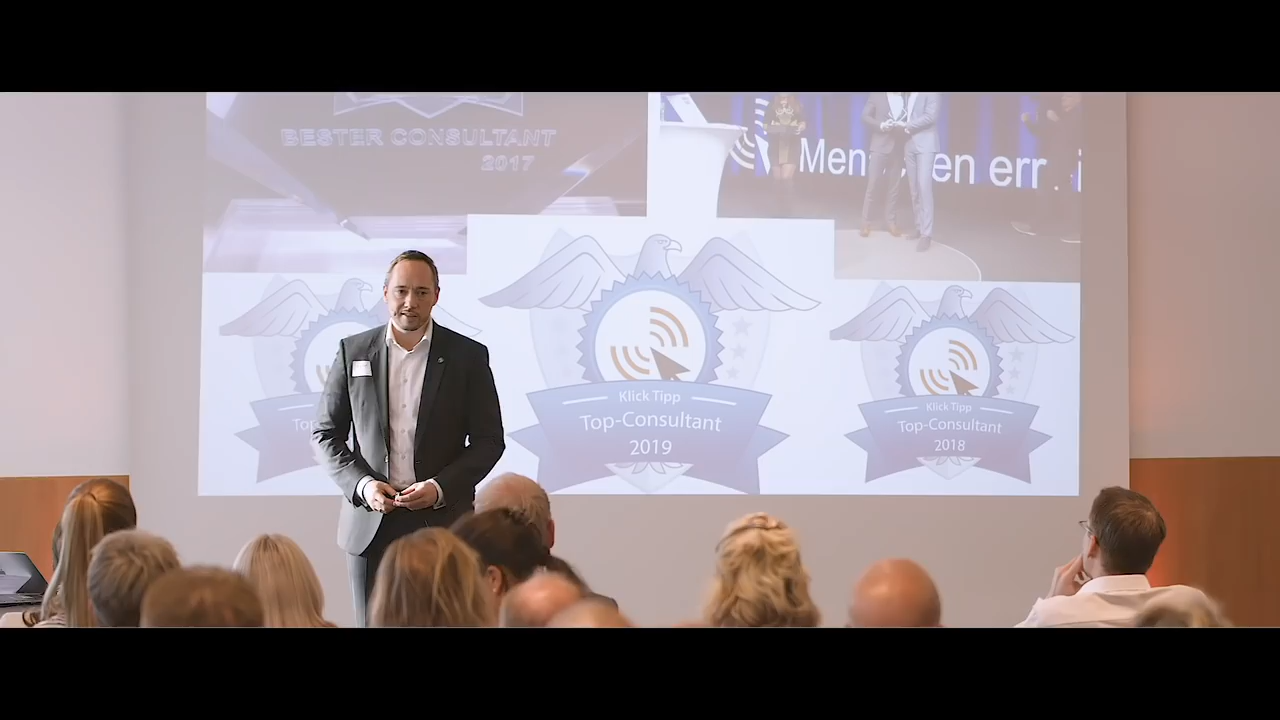 BESTER CONSULTANT
2017
Klick Tipp
Top-Consultant
2019
Klick Tipp
Top-Consultant
2018